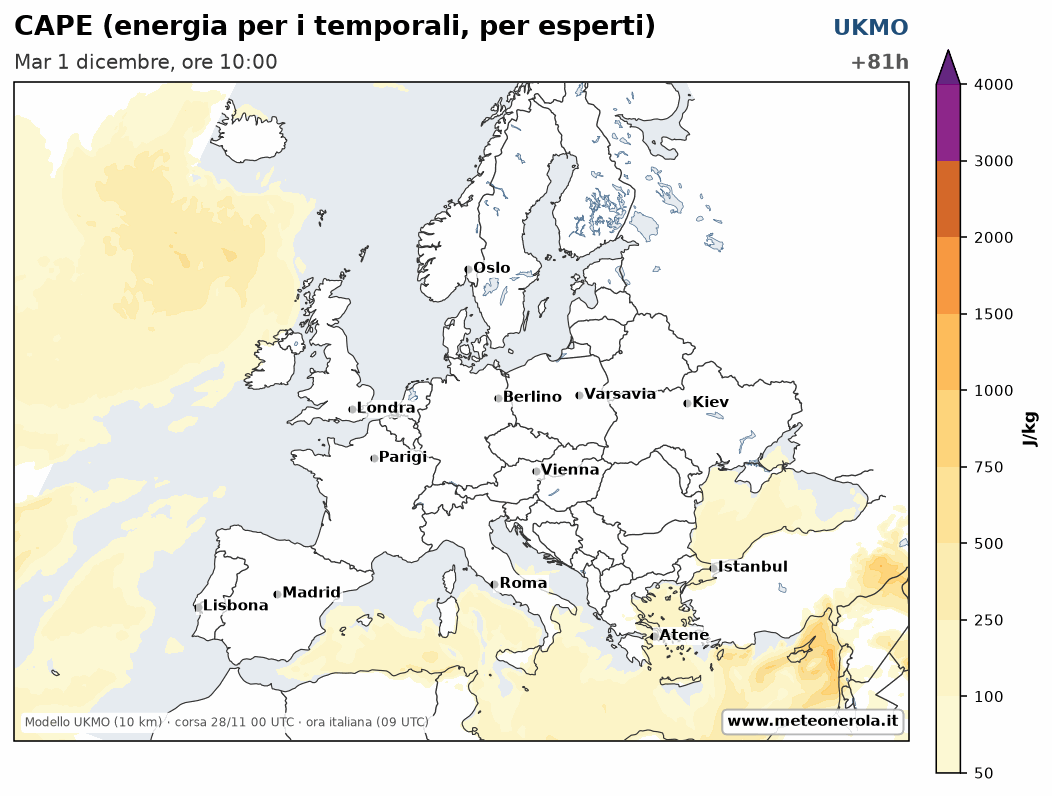 CAPE (energia per i temporali, per esperti)
UKMO
Mar 1 dicembre, ore 10:00
+81h
4000
3000
2000
1500
1000
750
500
250
100
50
J/kg
Oslo
Londra
Berlino
Varsavia
Kiev
Parigi
Vienna
Istanbul
Roma
Madrid
Lisbona
Atene
Modello UKMO (10 km) · corsa 28/11 00 UTC · ora italiana (09 UTC)
www.meteonerola.it